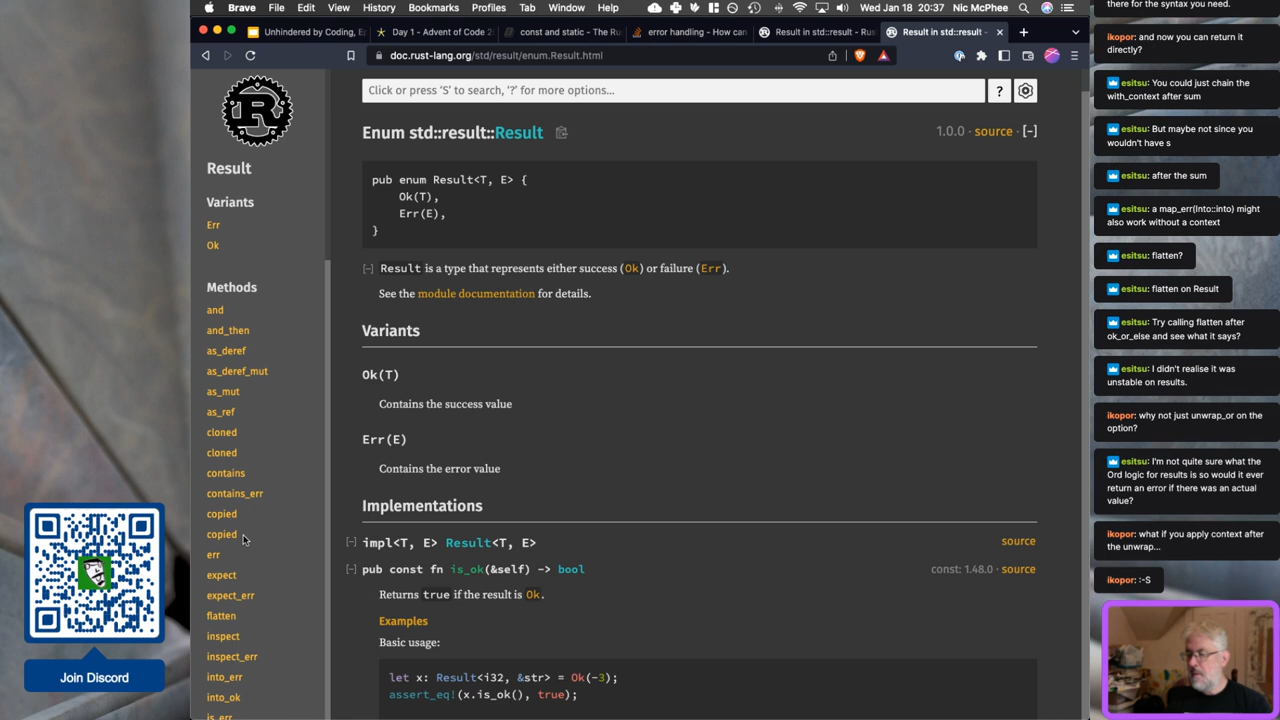 Brave File Edit View History Bookmarks Profiles Tab Window Help Wed Jan 18 20:37 Nic McPhee
Unhindered by Coding, E Day 1 - Advent of Code 2 const and static - The Ru error handling - How can Result in std::result - Rus Result in std::result -
doc.rust-lang.org/std/result/enum.Result.html
Click or press 'S' to search, '?' for more options… ?
Result
Variants
Err
Ok
Methods
and
and_then
as_deref
as_deref_mut
as_mut
as_ref
cloned
cloned
contains
contains_err
copied
copied
err
expect
expect_err
flatten
inspect
inspect_err
into_err
into_ok
is_err
Enum std::result::Result 1.0.0 · source · [-]
pub enum Result<T, E> {
Ok(T),
Err(E),
}
[-] Result is a type that represents either success (Ok) or failure (Err).
See the module documentation for details.
Variants
Ok(T)
Contains the success value
Err(E)
Contains the error value
Implementations
[-] impl<T, E> Result<T, E> source
[-] pub const fn is_ok(&self) -> bool const: 1.48.0 · source
Returns true if the result is Ok.
Examples
Basic usage:
let x: Result<i32, &str> = Ok(-3);
assert_eq!(x.is_ok(), true);
there for the syntax you need.
ikopor: and now you can return it
directly?
esitsu: You could just chain the
with_context after sum
esitsu: But maybe not since you
wouldn't have s
esitsu: after the sum
esitsu: a map_err(Into::into) might
also work without a context
esitsu: flatten?
esitsu: flatten on Result
esitsu: Try calling flatten after
ok_or_else and see what it says?
esitsu: I didn't realise it was
unstable on results.
ikopor: why not just unwrap_or on the
option?
esitsu: I'm not quite sure what the
Ord logic for results is so would it ever
return an error if there was an actual
value?
ikopor: what if you apply context after
the unwrap...
ikopor: :-S
Join Discord